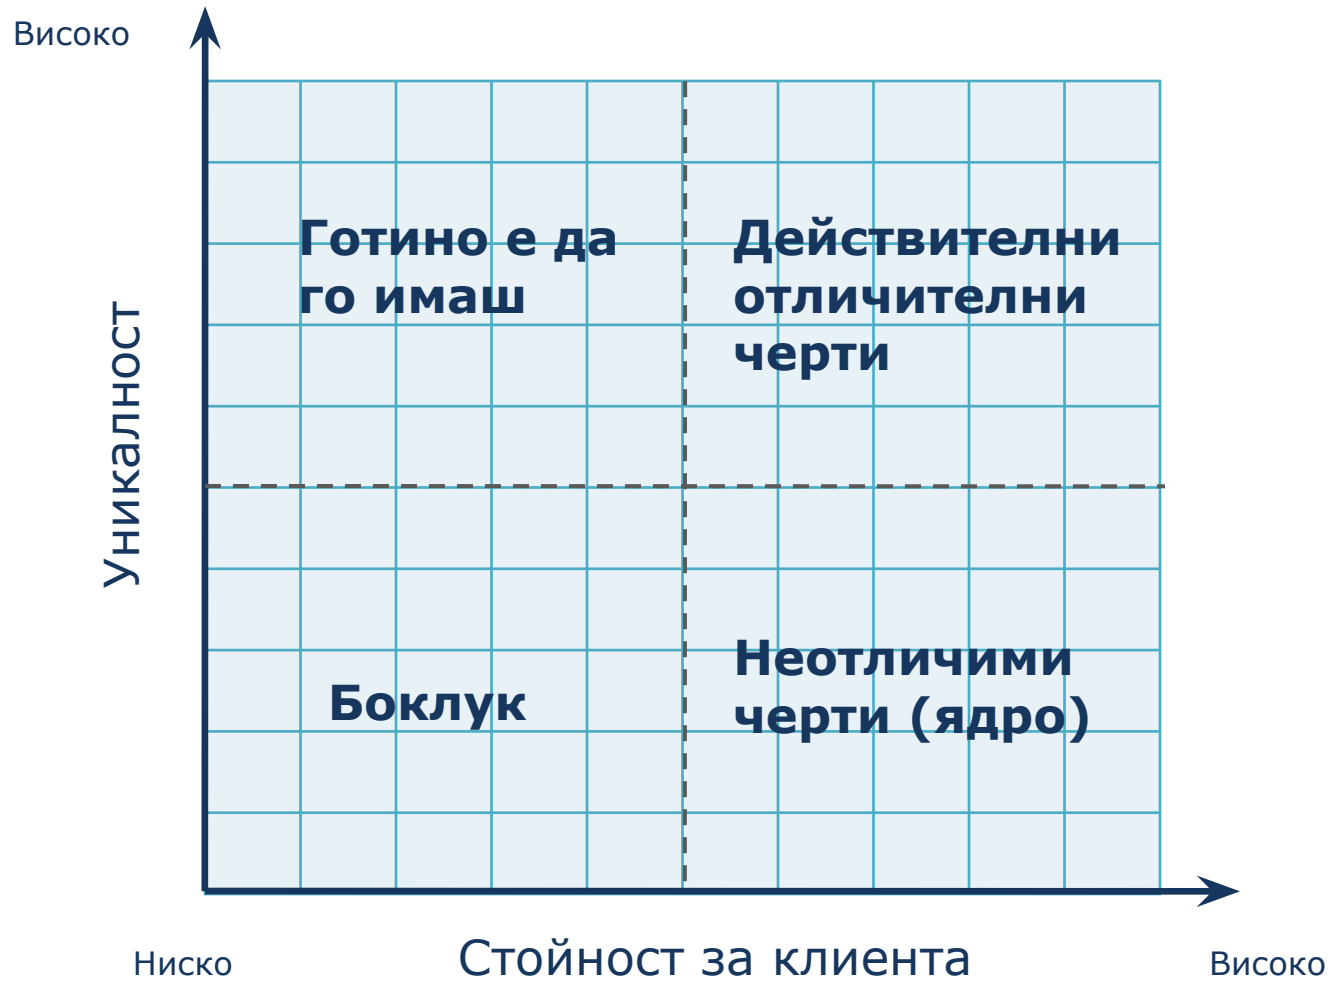 Високо
Готино е да
го имаш
Действителни
отличителни
черти
Уникалност
Боклук
Неотличими
черти (ядро)
Ниско
Стойност за клиента
Високо